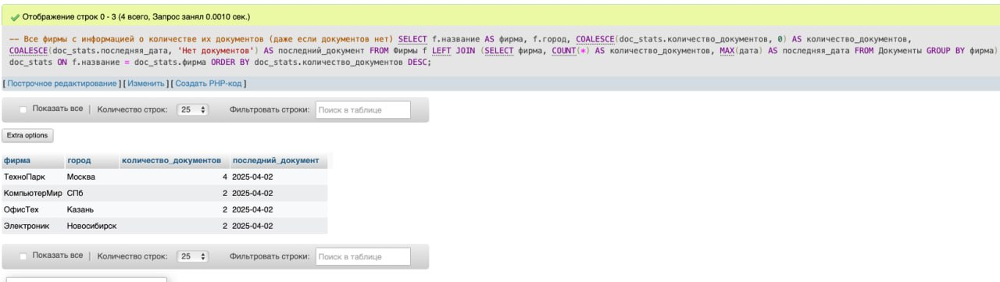 Отображение строк 0 - 3 (4 всего, Запрос занял 0.0010 сек.)
-- Все фирмы с информацией о количестве их документов (даже если документов нет) SELECT f.название AS фирма, f.город, COALESCE(doc_stats.количество_документов, 0) AS количество_документов,
COALESCE(doc_stats.последняя_дата, 'Нет документов') AS последний_документ FROM Фирмы f LEFT JOIN (SELECT фирма, COUNT(*) AS количество_документов, MAX(дата) AS последняя_дата FROM Документы GROUP BY фирма)
doc_stats ON f.название = doc_stats.фирма ORDER BY doc_stats.количество_документов DESC;
[ Построчное редактирование ] [ Изменить ] [ Создать PHP-код ]
Показать все | Количество строк: 25 Фильтровать строки: Поиск в таблице
Extra options
фирма город количество_документов последний_документ
ТехноПарк Москва 4 2025-04-02
КомпьютерМир СПб 2 2025-04-02
ОфисТех Казань 2 2025-04-02
Электроник Новосибирск 2 2025-04-02
Показать все | Количество строк: 25 Фильтровать строки: Поиск в таблице